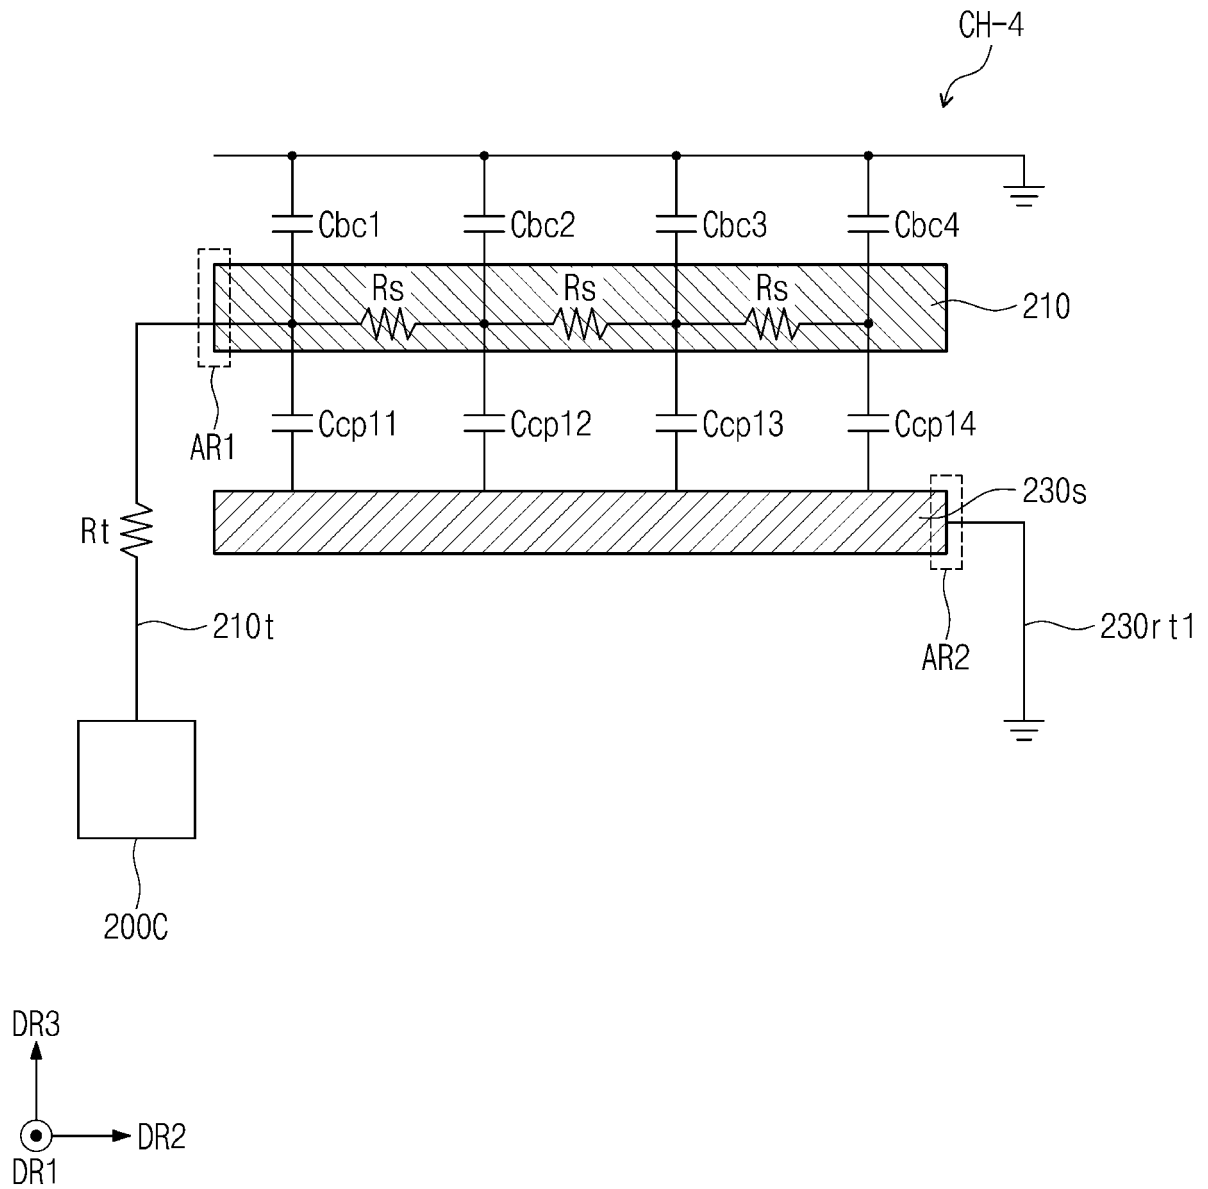 CH-4
Cbc1
Cbc2
Cbc3
Cbc4
Rs
Rs
Rs
210
Ccp11
Ccp12
Ccp13
Ccp14
AR1
230s
Rt
210t
230rt1
AR2
200C
DR3
DR2
DR1